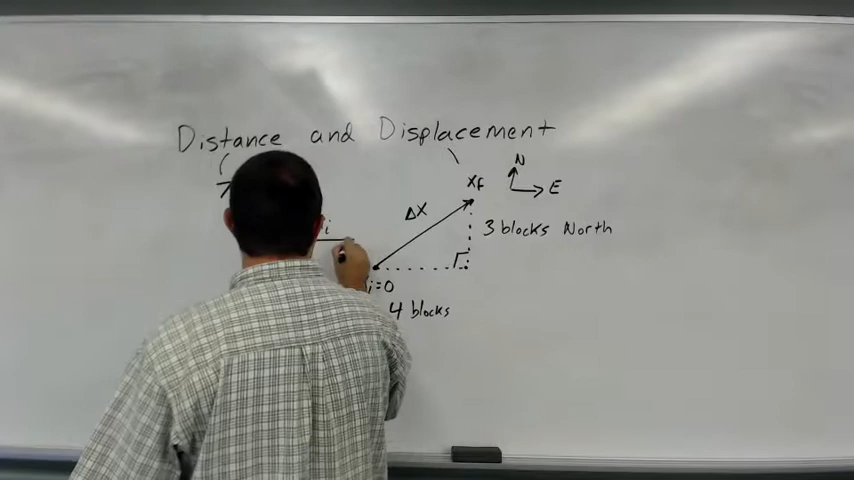 Distance and Displacement
N
E
XF
ΔX
3 blocks North
i
i=0
4 blocks